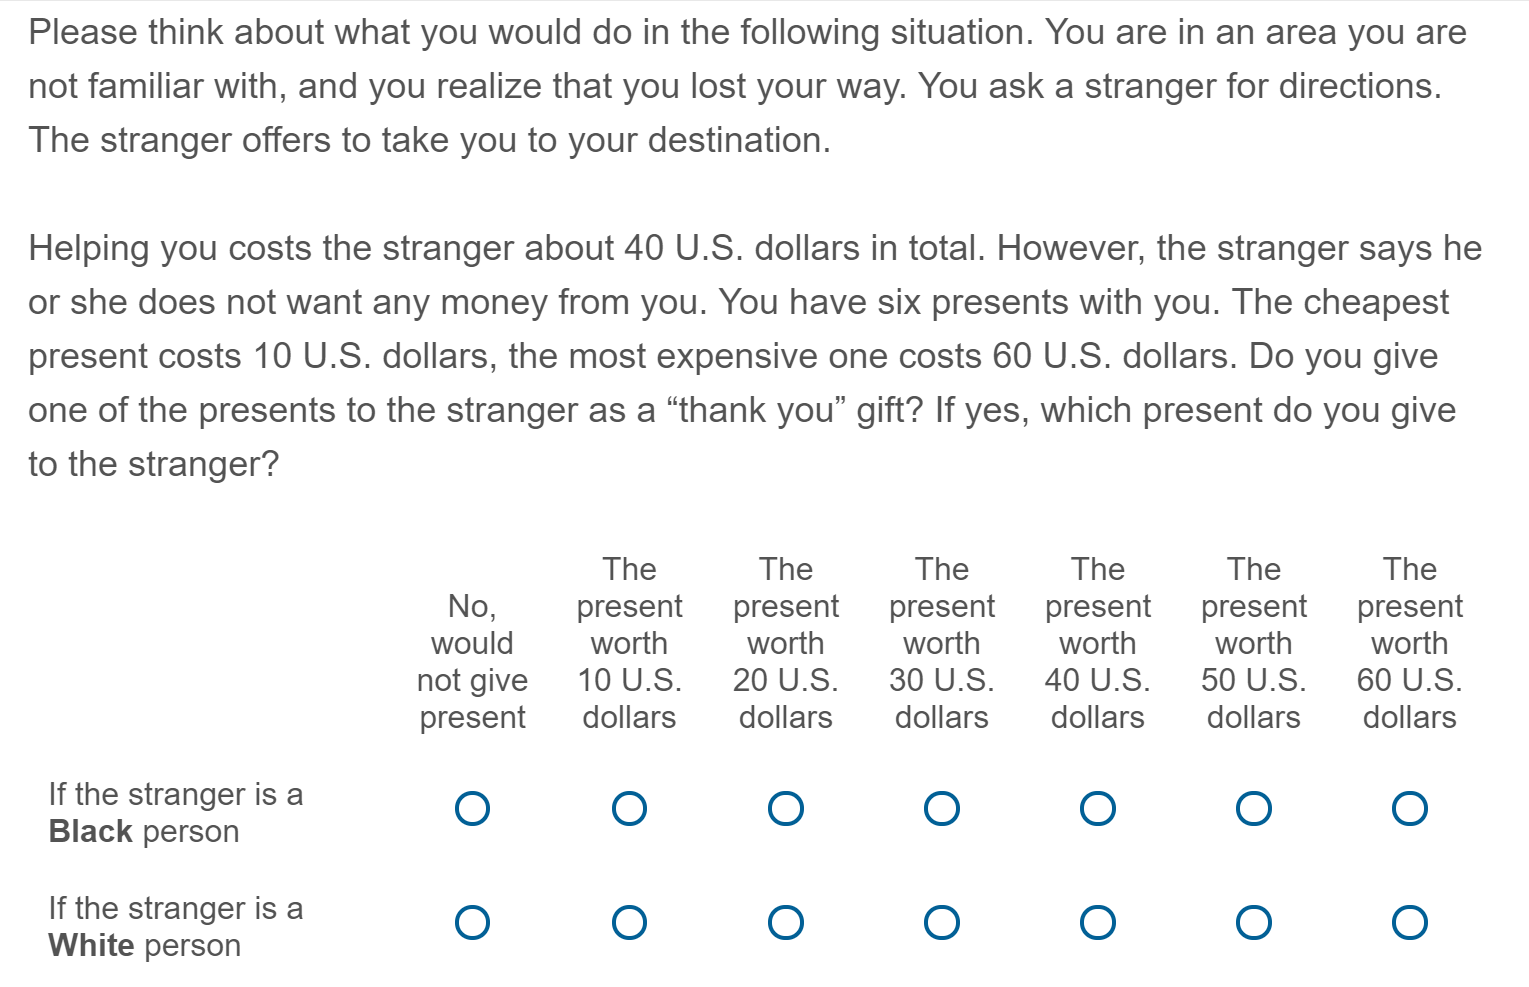 Please think about what you would do in the following situation. You are in an area you are
not familiar with, and you realize that you lost your way. You ask a stranger for directions.
The stranger offers to take you to your destination.
Helping you costs the stranger about 40 U.S. dollars in total. However, the stranger says he
or she does not want any money from you. You have six presents with you. The cheapest
present costs 10 U.S. dollars, the most expensive one costs 60 U.S. dollars. Do you give
one of the presents to the stranger as a “thank you” gift? If yes, which present do you give
to the stranger?
No,
would
not give
present
The
present
worth
10 U.S.
dollars
The
present
worth
20 U.S.
dollars
The
present
worth
30 U.S.
dollars
The
present
worth
40 U.S.
dollars
The
present
worth
50 U.S.
dollars
The
present
worth
60 U.S.
dollars
If the stranger is a
Black person
If the stranger is a
White person